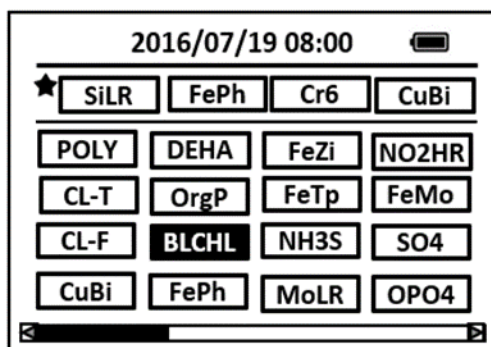 2016/07/19 08:00
SiLR FePh Cr6 CuBi
POLY DEHA FeZi NO2HR
CL-T OrgP FeTp FeMo
CL-F BLCHL NH3S SO4
CuBi FePh MoLR OPO4